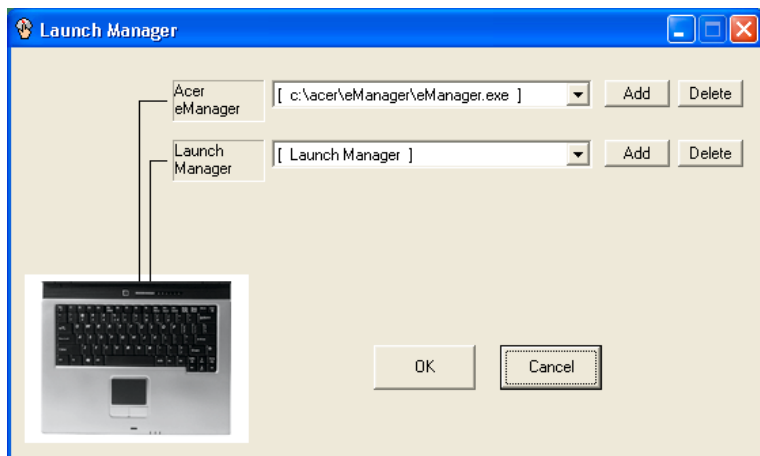 Launch Manager
Acer
eManager
[ c:\acer\eManager\eManager.exe ]
Add
Delete
Launch
Manager
[ Launch Manager ]
Add
Delete
OK
Cancel